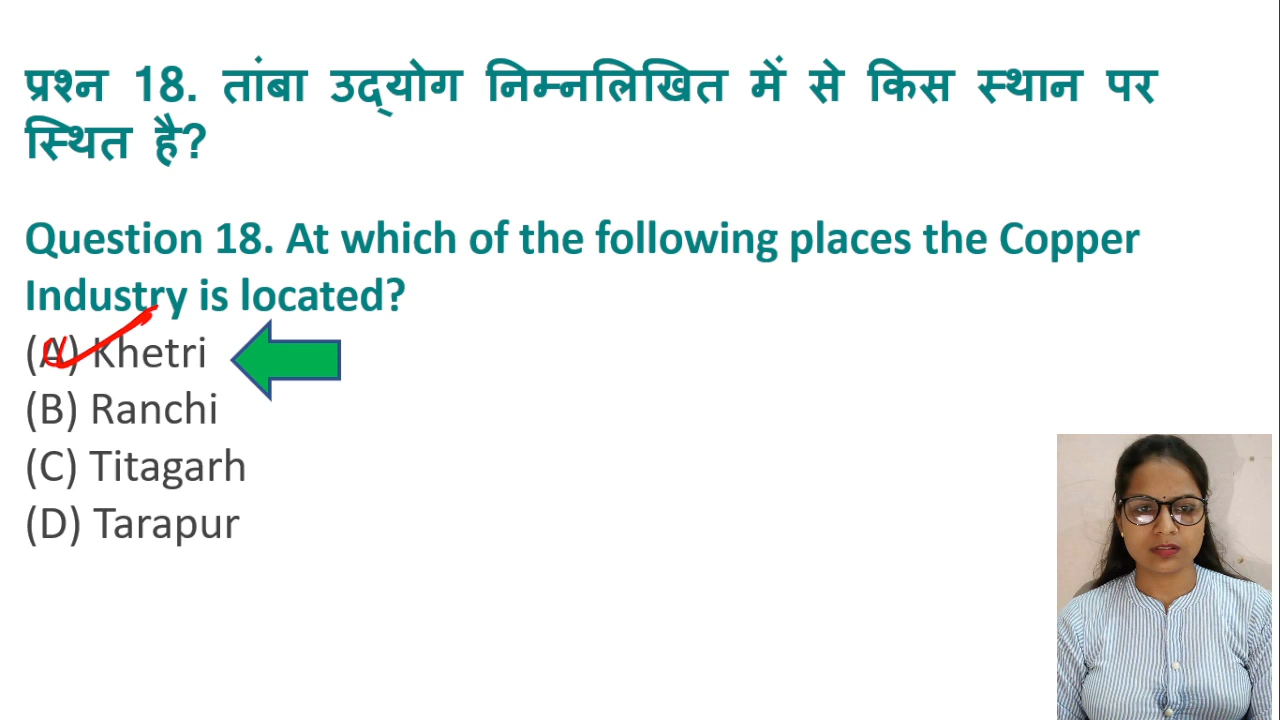 प्रश्न 18. तांबा उद्योग निम्नलिखित में से किस स्थान पर
स्थित है?
Question 18. At which of the following places the Copper
Industry is located?
(A) Khetri
(B) Ranchi
(C) Titagarh
(D) Tarapur